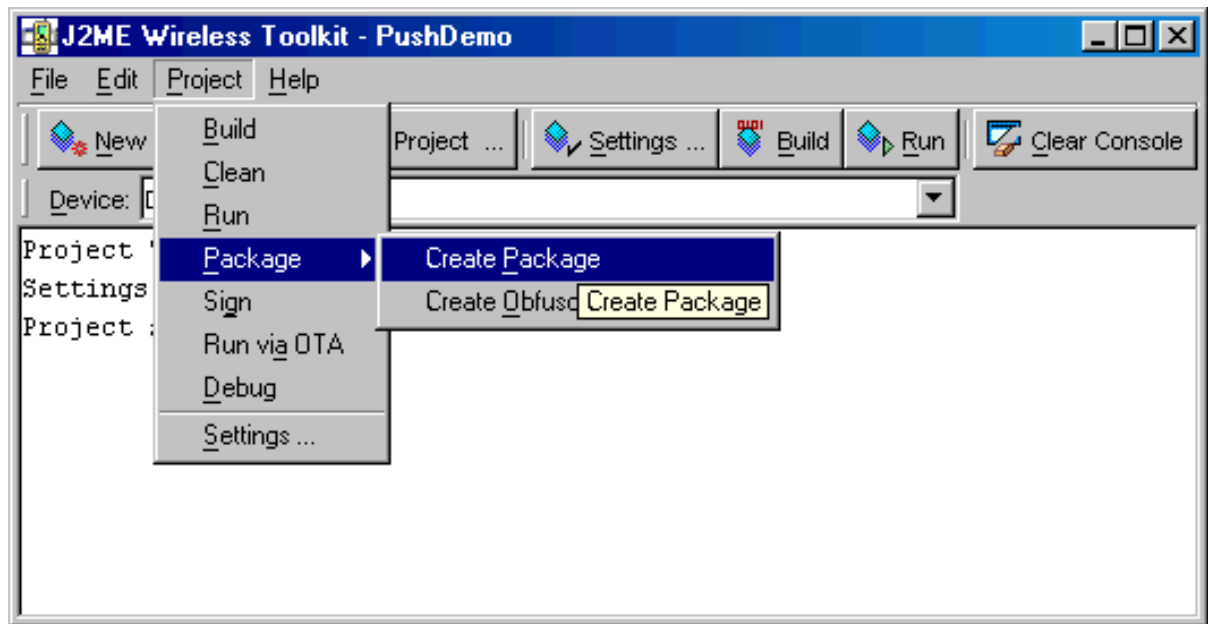 J2ME Wireless Toolkit - PushDemo
File Edit Project Help
New Project ... Settings ... Build Run Clear Console
Device:
Project
Settings
Project
Build
Clean
Run
Package
Sign
Run via OTA
Debug
Settings ...
Create Package
Create
Create Package